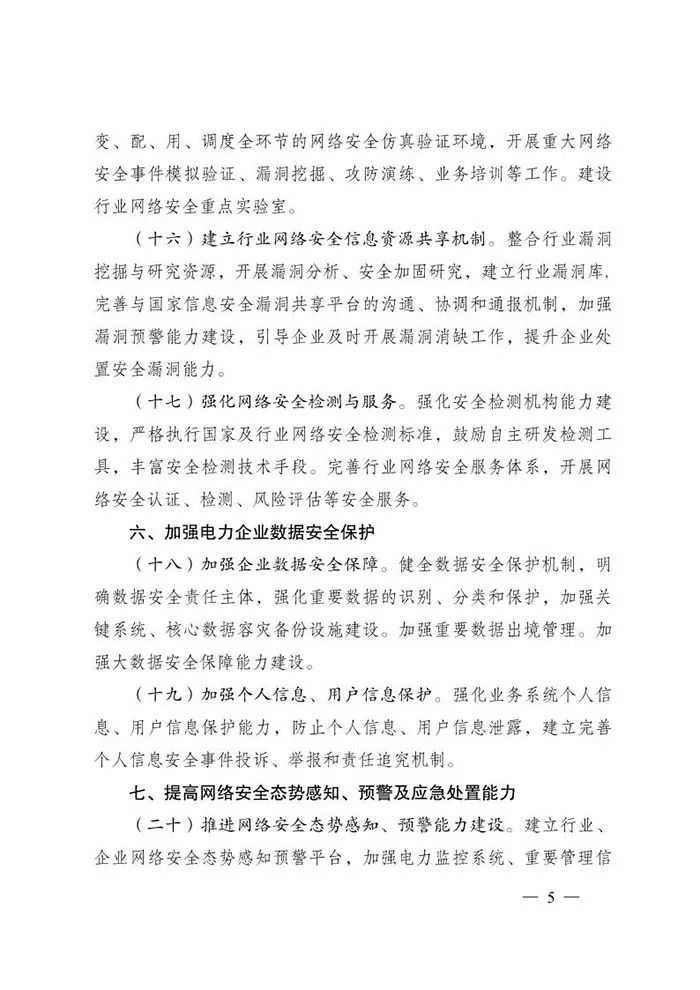 变、配、用、调度全环节的网络安全仿真验证环境，开展重大网络
安全事件模拟验证、漏洞挖掘、攻防演练、业务培训等工作。建设
行业网络安全重点实验室。
（十六）建立行业网络安全信息资源共享机制。整合行业漏洞
挖掘与研究资源，开展漏洞分析、安全加固研究，建立行业漏洞库，
完善与国家信息安全漏洞共享平台的沟通、协调和通报机制，加强
漏洞预警能力建设，引导企业及时开展漏洞消缺工作，提升企业处
置安全漏洞能力。
（十七）强化网络安全检测与服务。强化安全检测机构能力建
设，严格执行国家及行业网络安全检测标准，鼓励自主研发检测工
具，丰富安全检测技术手段。完善行业网络安全服务体系，开展网
络安全认证、检测、风险评估等安全服务。
六、加强电力企业数据安全保护
（十八）加强企业数据安全保障。健全数据安全保护机制，明
确数据安全责任主体，强化重要数据的识别、分类和保护，加强关
键系统、核心数据容灾备份设施建设。加强重要数据出境管理。加
强大数据安全保障能力建设。
（十九）加强个人信息、用户信息保护。强化业务系统个人信
息、用户信息保护能力，防止个人信息、用户信息泄露，建立完善
个人信息安全事件投诉、举报和责任追究机制。
七、提高网络安全态势感知、预警及应急处置能力
（二十）推进网络安全态势感知、预警能力建设。建立行业、
企业网络安全态势感知预警平台，加强电力监控系统、重要管理信
— 5 —